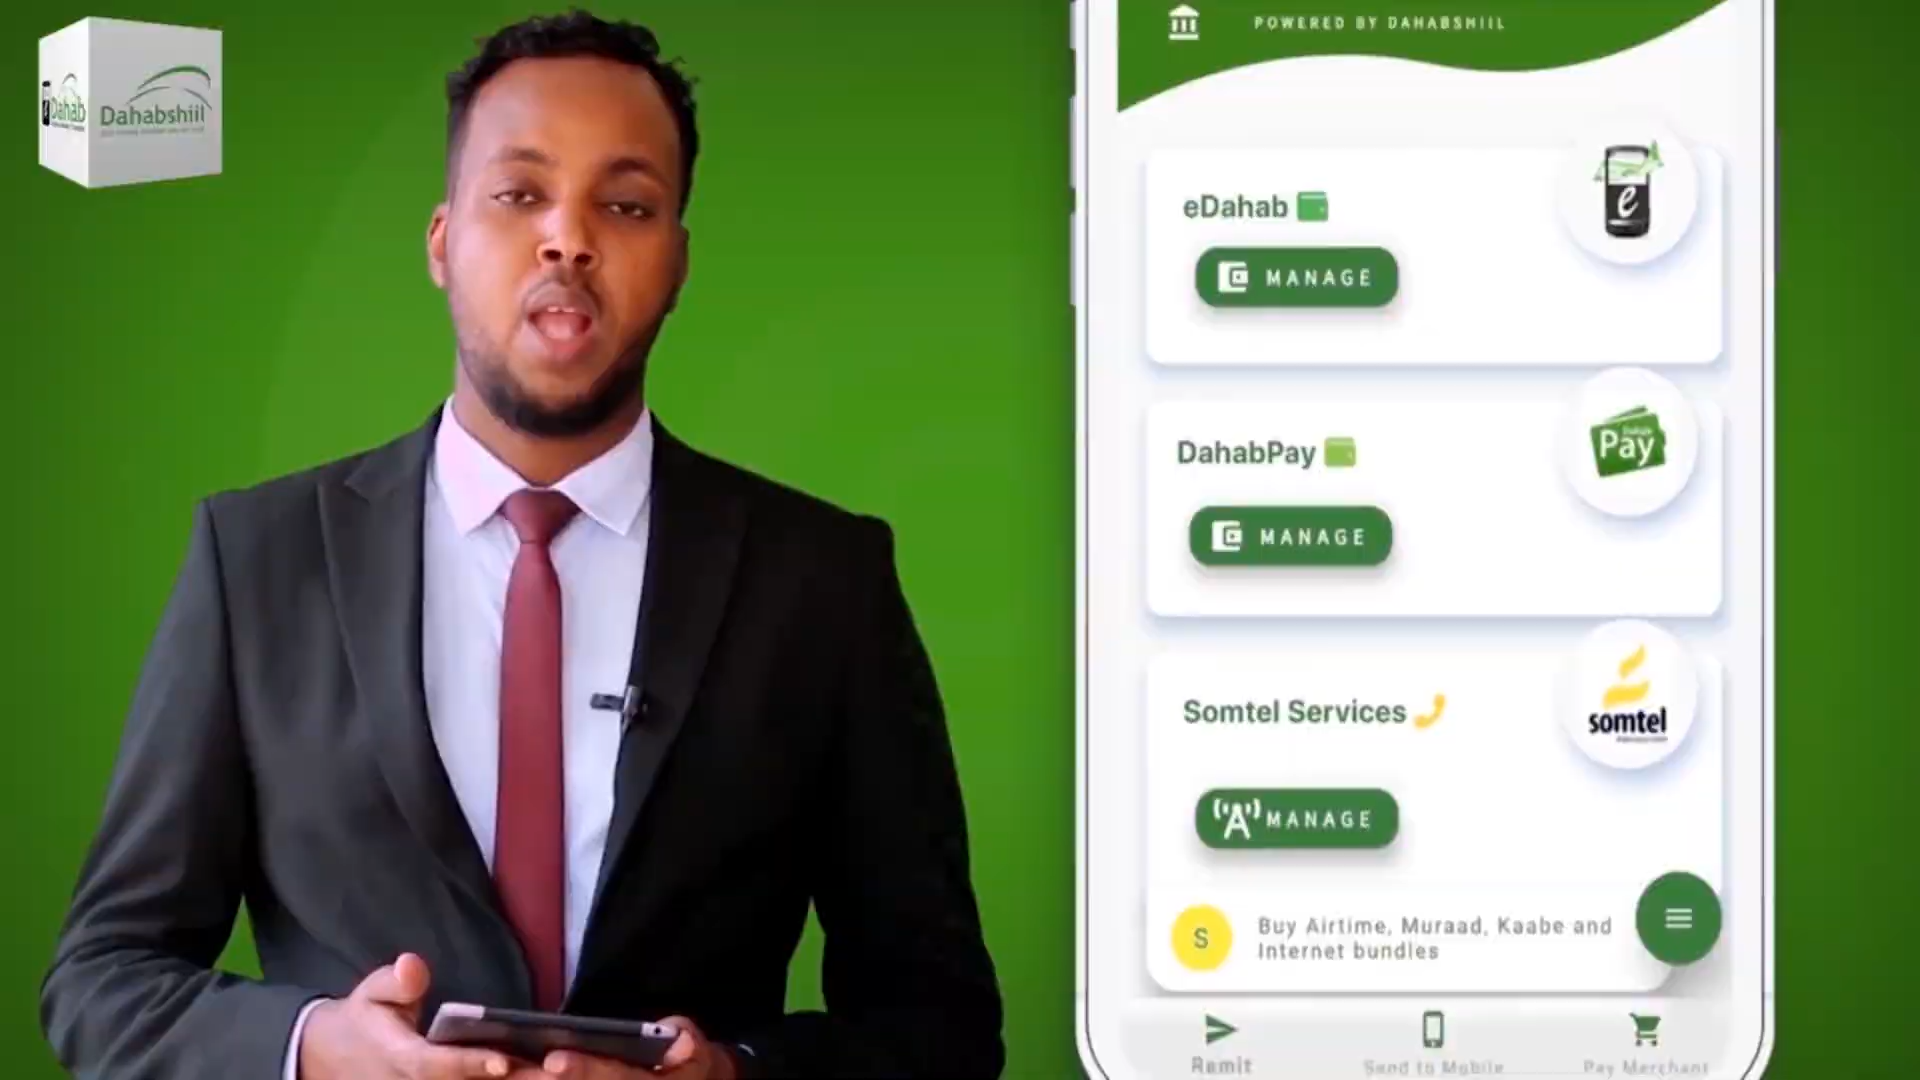 Dahab
Dahabshiil
POWERED BY DAHABSHIIL
eDahab
e
MANAGE
DahabPay
Pay
MANAGE
Somtel Services
somtel
MANAGE
S
Buy Airtime, Muraad, Kaabe and
Internet bundles
Remit
Send to Mobile
Pay Merchant